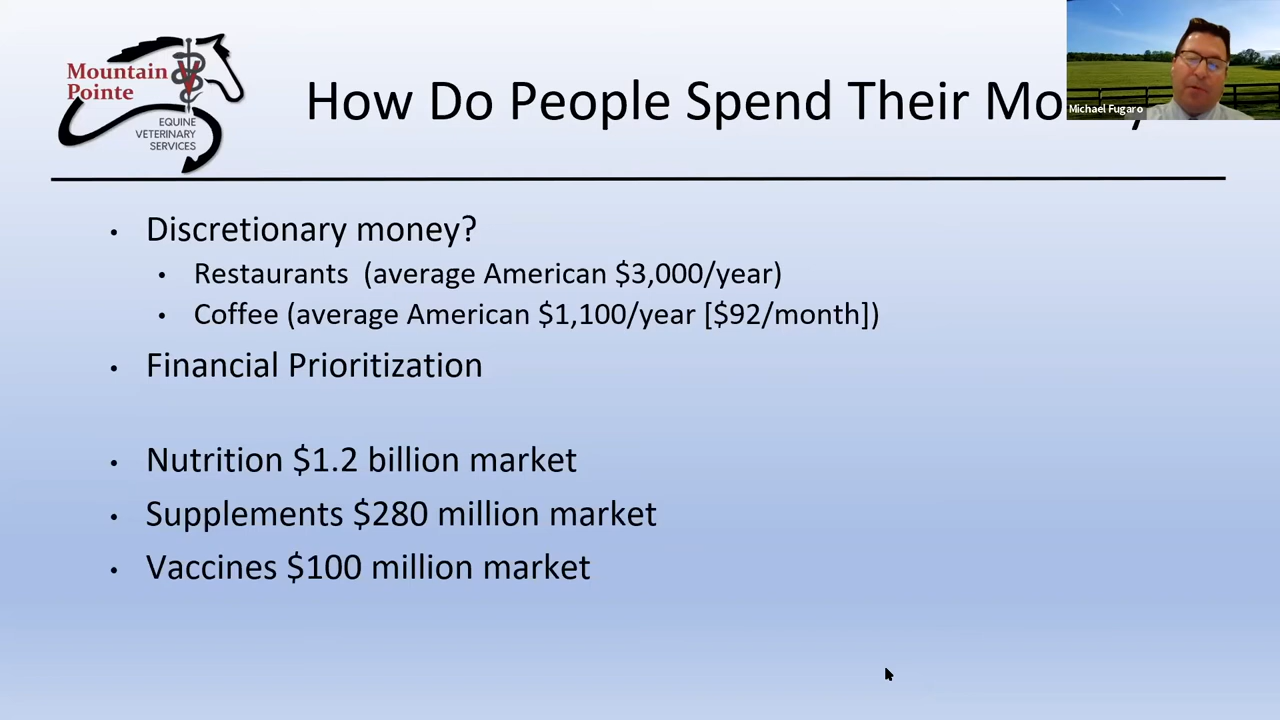 Mountain
Pointe
EQUINE
VETERINARY
SERVICES
How Do People Spend Their
Michael Fugaro
• Discretionary money?
• Restaurants (average American $3,000/year)
• Coffee (average American $1,100/year [$92/month])
• Financial Prioritization
• Nutrition $1.2 billion market
• Supplements $280 million market
• Vaccines $100 million market